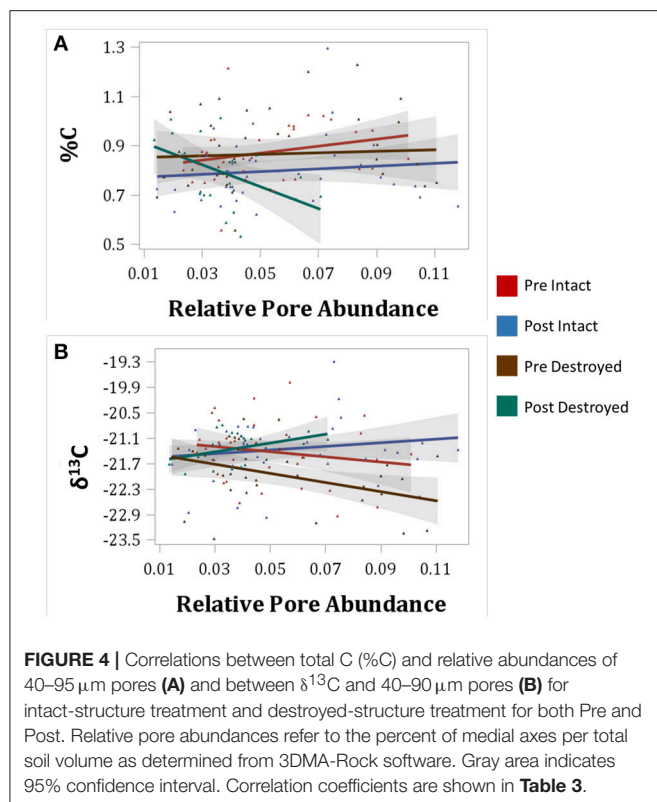 A
1.3
1.1
0.9
0.7
0.5
%C
0.01 0.03 0.05 0.07 0.09 0.11
Relative Pore Abundance
B
-19.3
-19.9
-20.5
-21.1
-21.7
-22.3
-22.9
-23.5
δ13C
0.01 0.03 0.05 0.07 0.09 0.11
Relative Pore Abundance
Pre Intact
Post Intact
Pre Destroyed
Post Destroyed
FIGURE 4 | Correlations between total C (%C) and relative abundances of
40–95 μm pores (A) and between δ13C and 40–90 μm pores (B) for
intact-structure treatment and destroyed-structure treatment for both Pre and
Post. Relative pore abundances refer to the percent of medial axes per total
soil volume as determined from 3DMA-Rock software. Gray area indicates
95% confidence interval. Correlation coefficients are shown in Table 3.